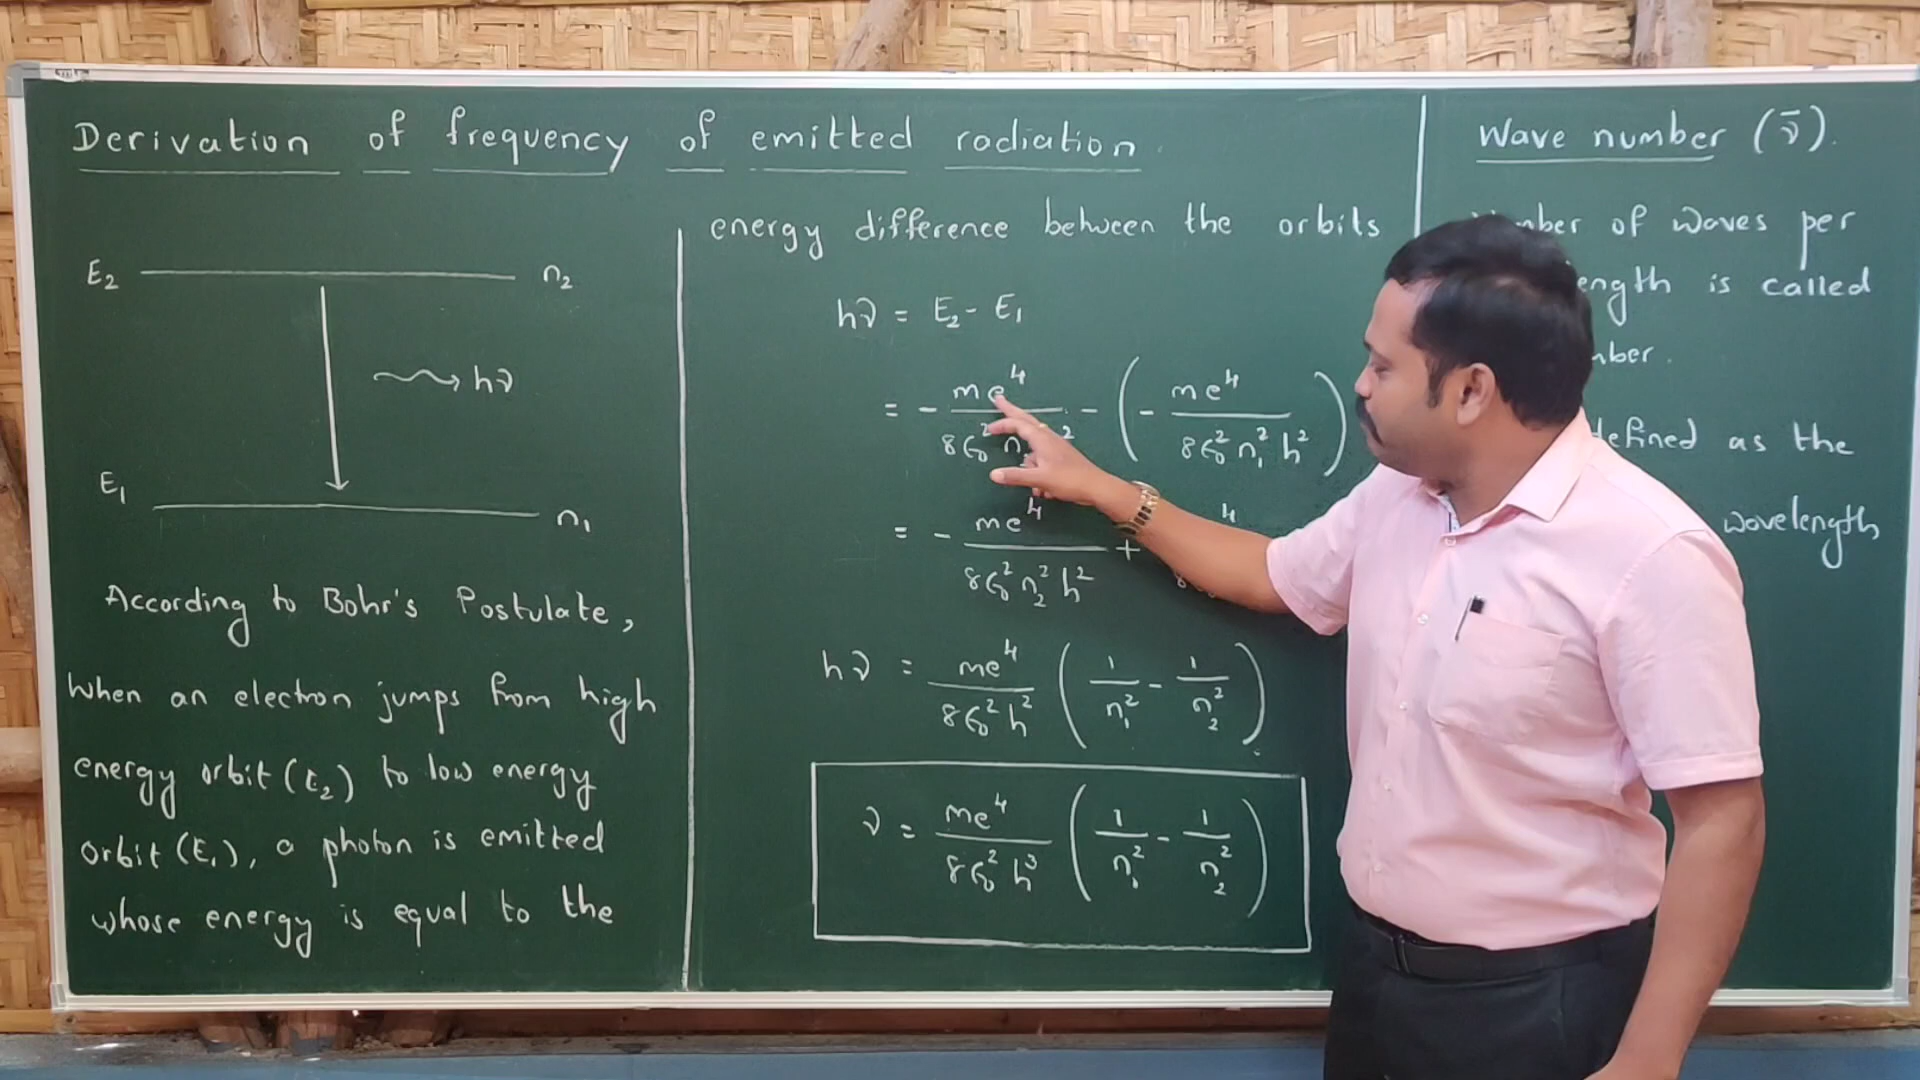 Derivation of frequency of emitted radiation
E₂ n₂
hν
E₁ n₁
According to Bohr's Postulate,
When an electron jumps from high
energy orbit (E₂) to low energy
orbit (E₁), a photon is emitted
whose energy is equal to the
energy difference between the orbits
hν = E₂ - E₁
= - me⁴ / 8ϵ₀² n h² - ( - me⁴ / 8ϵ₀² n₁² h² )
= - me⁴ / 8ϵ₀² n₂² h² +
hν = me⁴ / 8ϵ₀² h² ( 1 / n₁² - 1 / n₂² )
ν = me⁴ / 8ϵ₀² h³ ( 1 / n₁² - 1 / n₂² )
Wave number (ν̄).
of waves per
is called
as the
wavelength